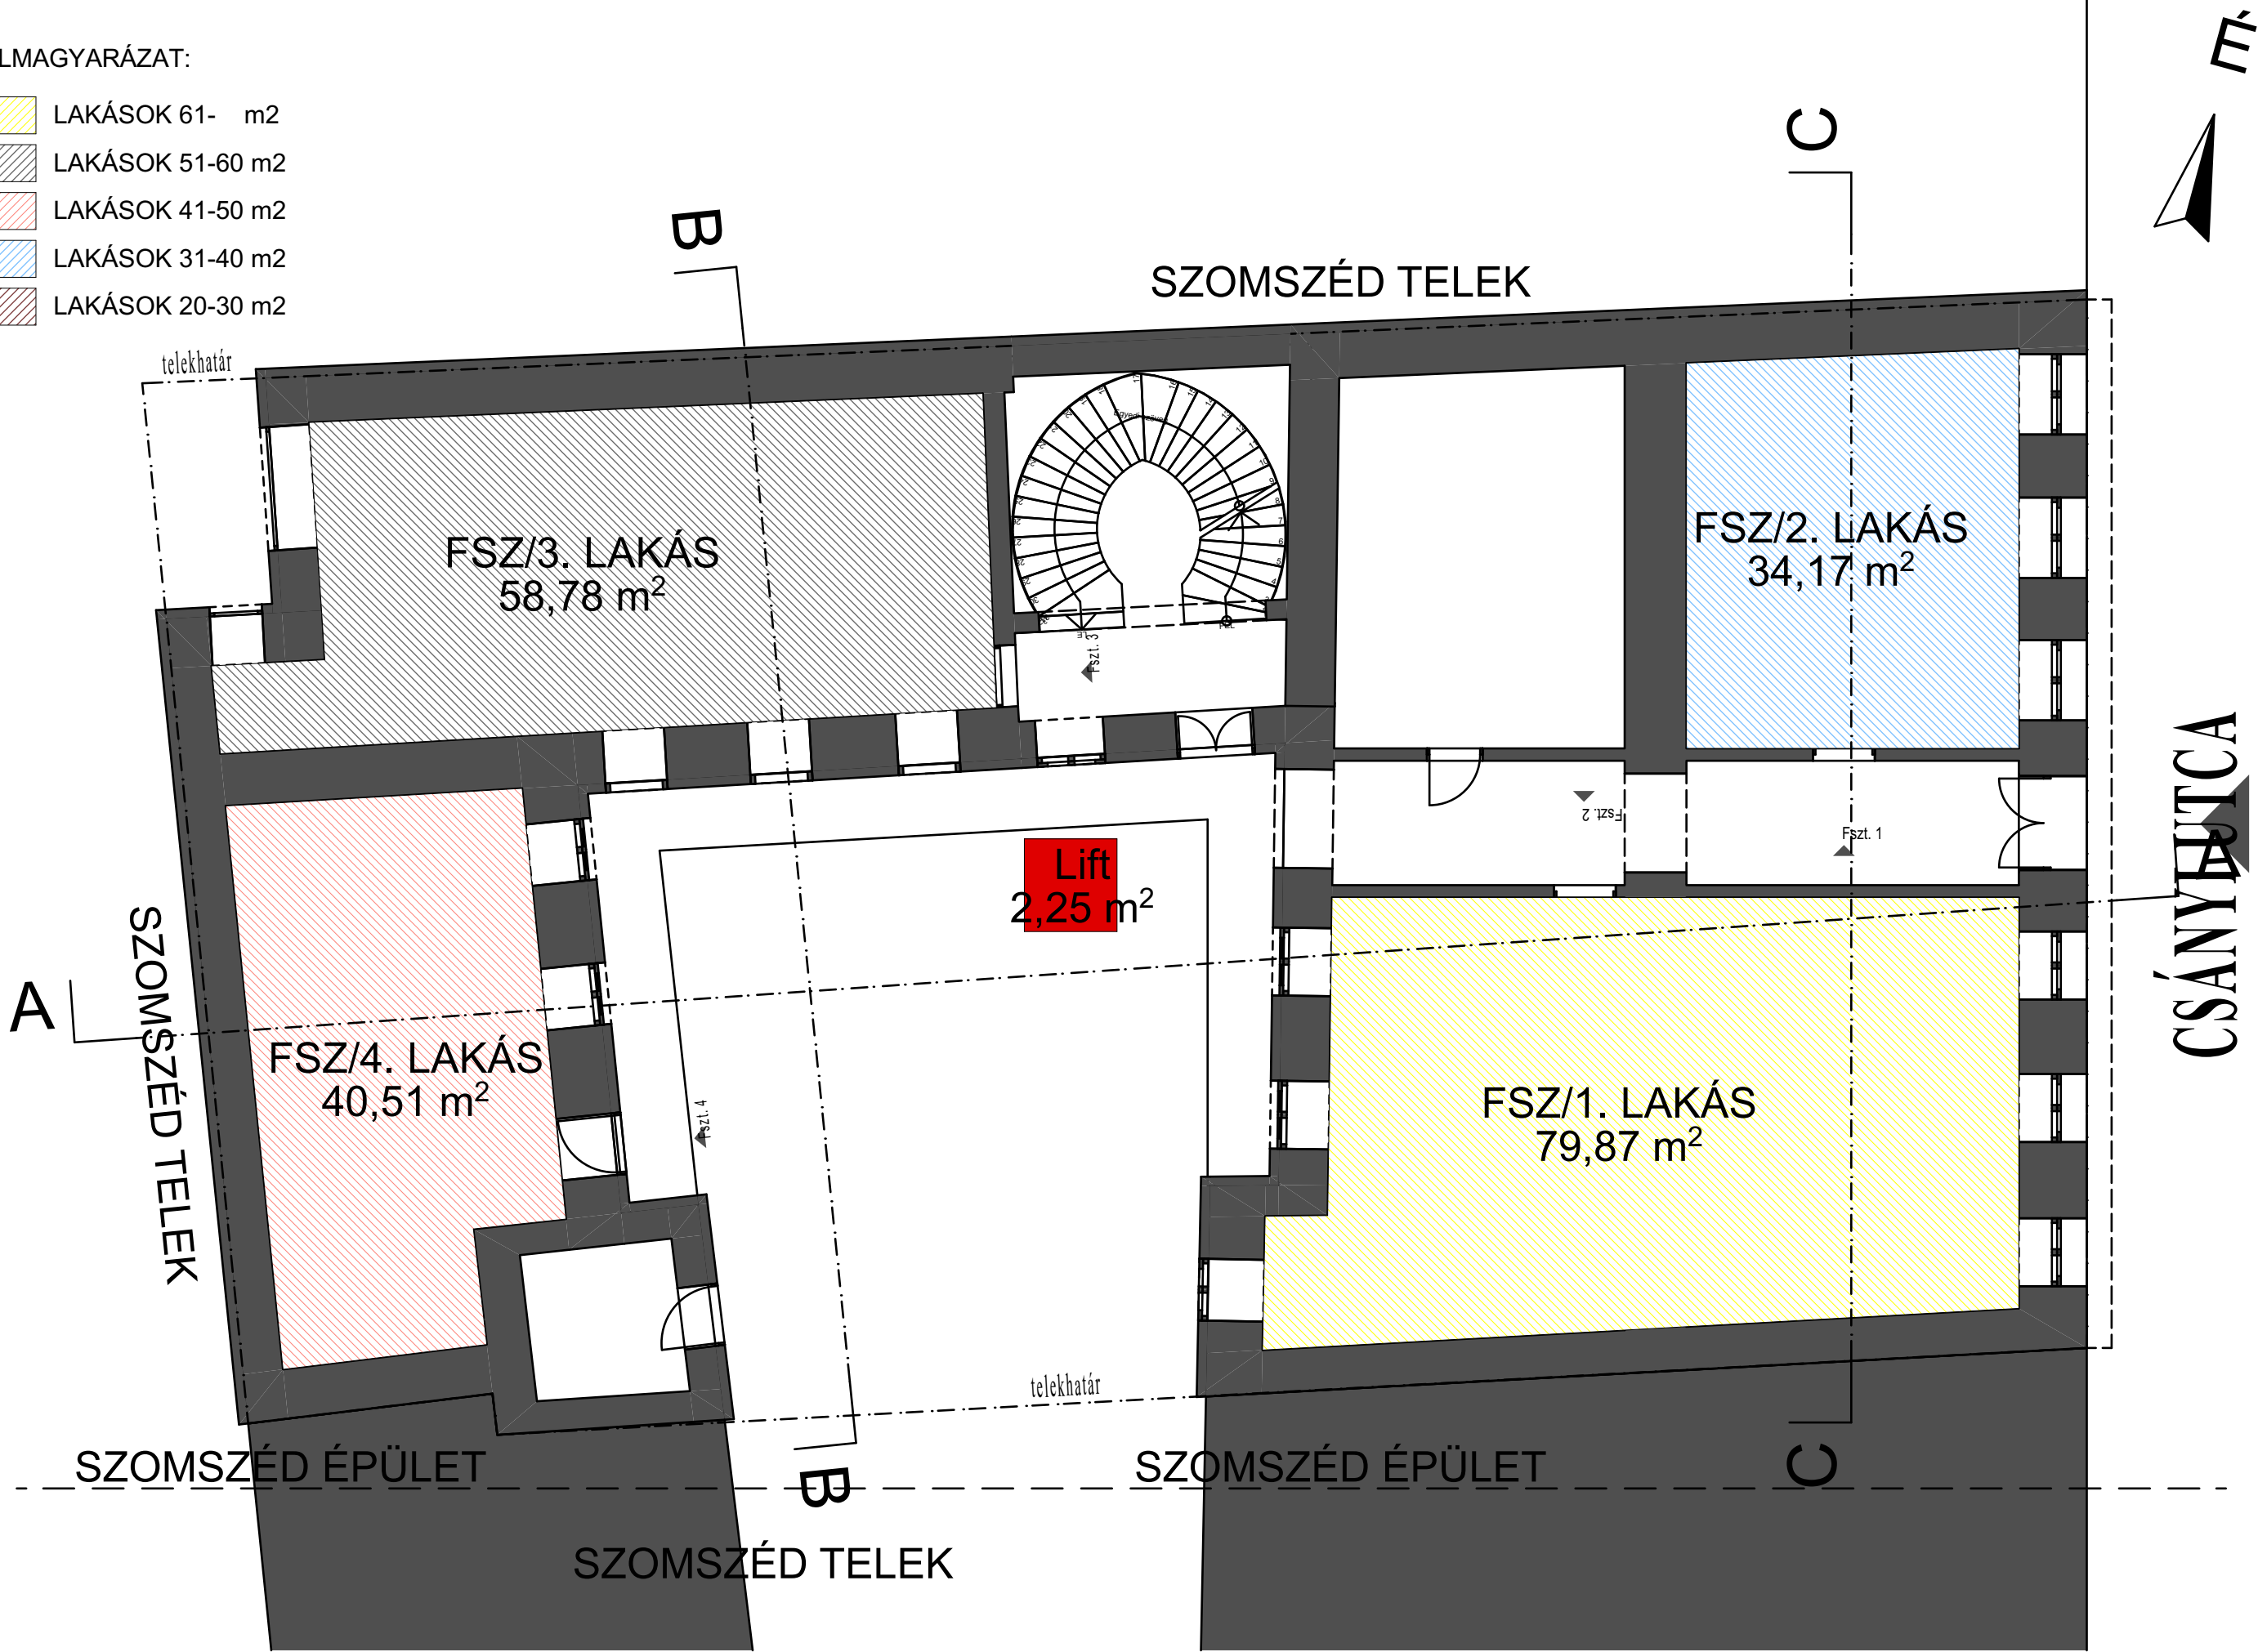 LMAGYARÁZAT:
LAKÁSOK 61- m2
LAKÁSOK 51-60 m2
LAKÁSOK 41-50 m2
LAKÁSOK 31-40 m2
LAKÁSOK 20-30 m2
É
C
B
SZOMSZÉD TELEK
telekhatár
FSZ/3. LAKÁS
58,78 m²
FSZ/2. LAKÁS
34,17 m²
Fszt. 3
Fszt. 2
Fszt. 1
Lift
2,25 m²
CSÁNYI UTCA
A
A
SZOMSZÉD TELEK
FSZ/4. LAKÁS
40,51 m²
Fszt. 4
FSZ/1. LAKÁS
79,87 m²
telekhatár
SZOMSZÉD ÉPÜLET
SZOMSZÉD ÉPÜLET
B
C
SZOMSZÉD TELEK